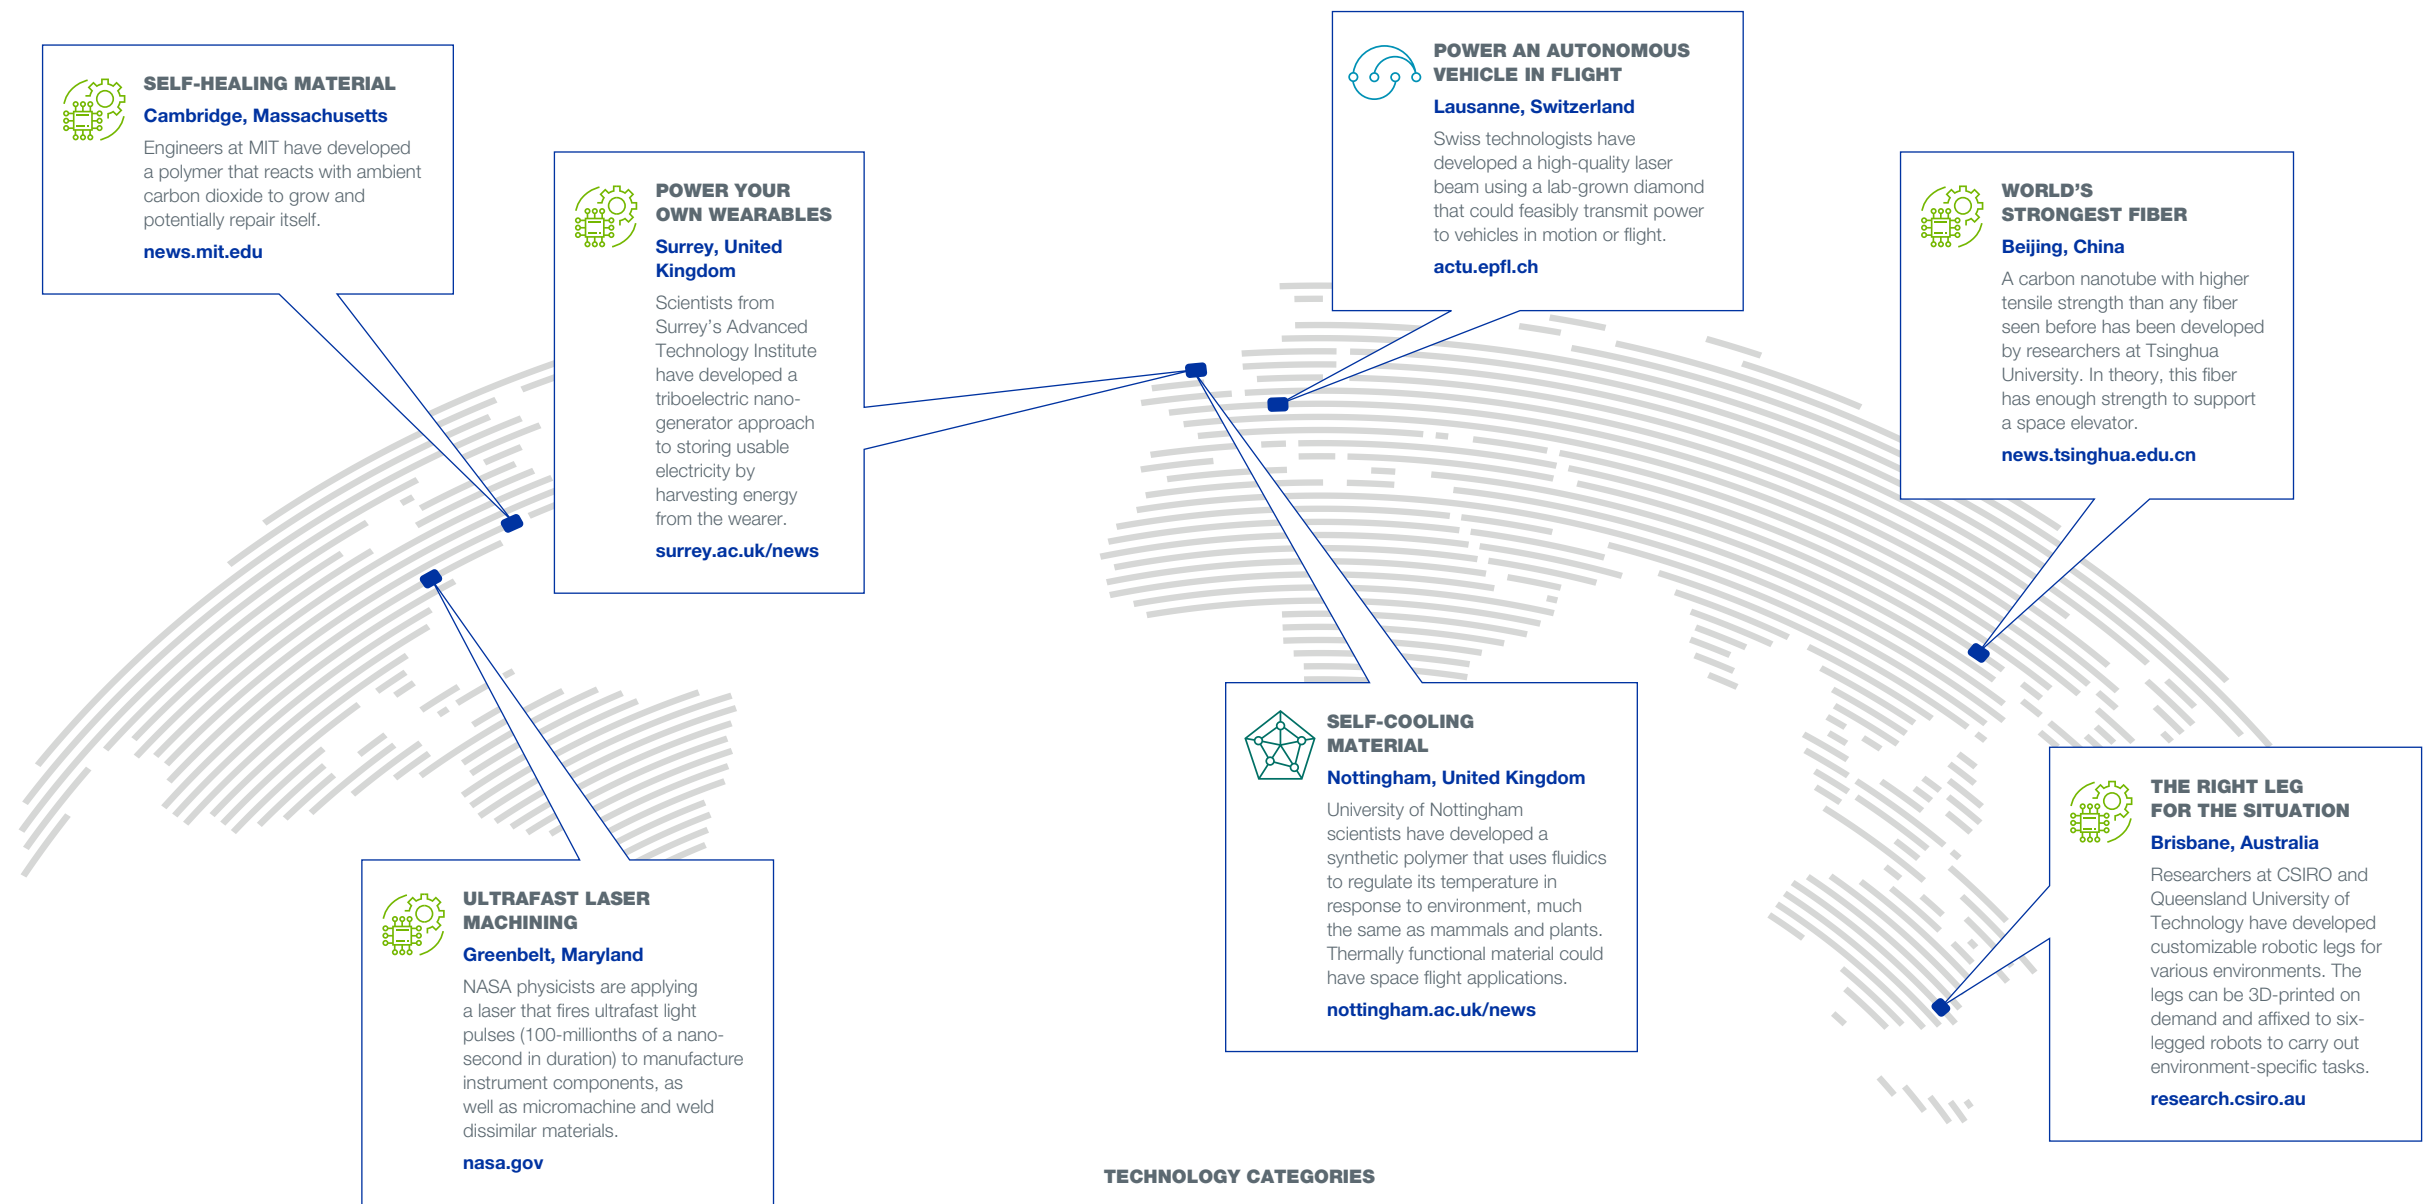 SELF-HEALING MATERIAL
Cambridge, Massachusetts
Engineers at MIT have developed
a polymer that reacts with ambient
carbon dioxide to grow and
potentially repair itself.
news.mit.edu
POWER YOUR
OWN WEARABLES
Surrey, United
Kingdom
Scientists from
Surrey's Advanced
Technology Institute
have developed a
triboelectric nano-
generator approach
to storing usable
electricity by
harvesting energy
from the wearer.
surrey.ac.uk/news
POWER AN AUTONOMOUS
VEHICLE IN FLIGHT
Lausanne, Switzerland
Swiss technologists have
developed a high-quality laser
beam using a lab-grown diamond
that could feasibly transmit power
to vehicles in motion or flight.
actu.epfl.ch
WORLD'S
STRONGEST FIBER
Beijing, China
A carbon nanotube with higher
tensile strength than any fiber
seen before has been developed
by researchers at Tsinghua
University. In theory, this fiber
has enough strength to support
a space elevator.
news.tsinghua.edu.cn
ULTRAFAST LASER
MACHINING
Greenbelt, Maryland
NASA physicists are applying
a laser that fires ultrafast light
pulses (100-millionths of a nano-
second in duration) to manufacture
instrument components, as
well as micromachine and weld
dissimilar materials.
nasa.gov
SELF-COOLING
MATERIAL
Nottingham, United Kingdom
University of Nottingham
scientists have developed a
synthetic polymer that uses fluidics
to regulate its temperature in
response to environment, much
the same as mammals and plants.
Thermally functional material could
have space flight applications.
nottingham.ac.uk/news
THE RIGHT LEG
FOR THE SITUATION
Brisbane, Australia
Researchers at CSIRO and
Queensland University of
Technology have developed
customizable robotic legs for
various environments. The
legs can be 3D-printed on
demand and affixed to six-
legged robots to carry out
environment-specific tasks.
research.csiro.au
TECHNOLOGY CATEGORIES